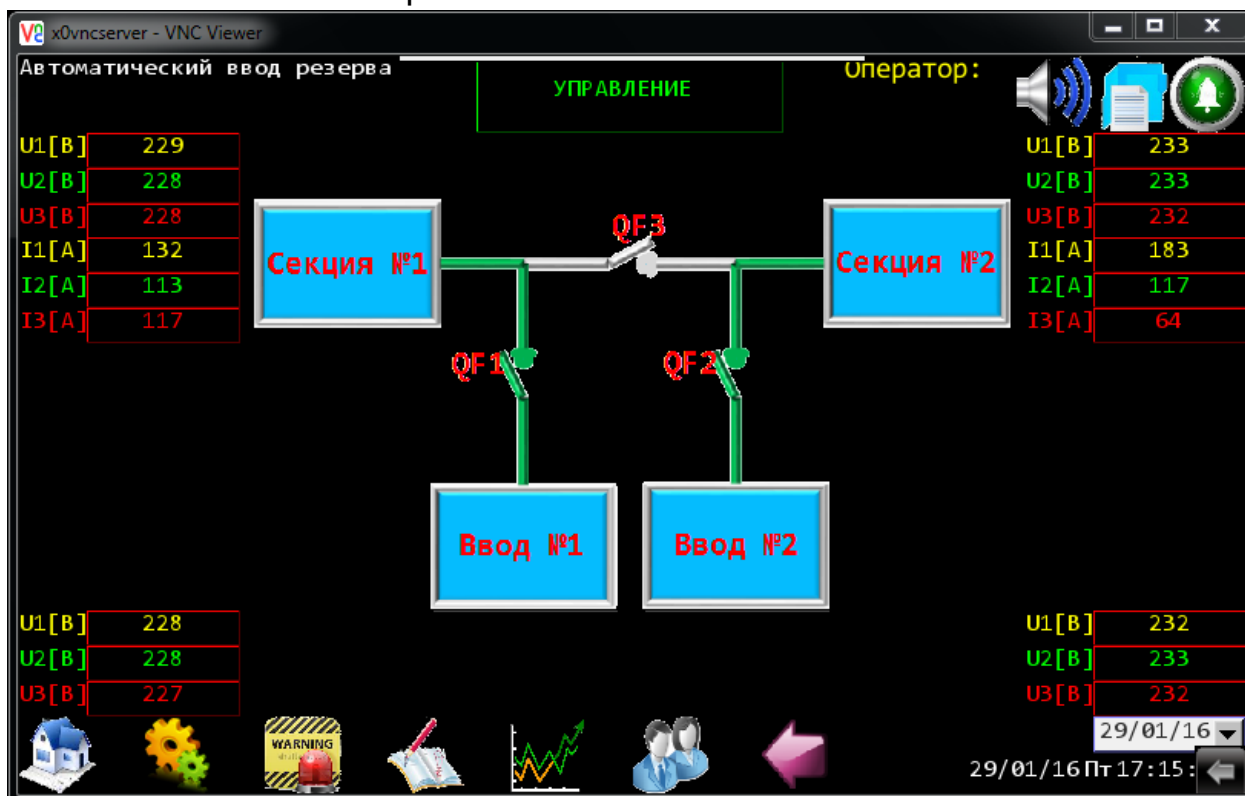 x0vncserver - VNC Viewer
Автоматический ввод резерва
УПРАВЛЕНИЕ
Оператор:
U1[В] 229
U2[В] 228
U3[В] 228
I1[А] 132
I2[А] 113
I3[А] 117
U1[В] 233
U2[В] 233
U3[В] 232
I1[А] 183
I2[А] 117
I3[А] 64
QF3
Секция №1
Секция №2
QF1
QF2
Ввод №1
Ввод №2
U1[В] 228
U2[В] 228
U3[В] 227
U1[В] 232
U2[В] 233
U3[В] 232
WARNING
29/01/16
29/01/16 Пт 17:15: